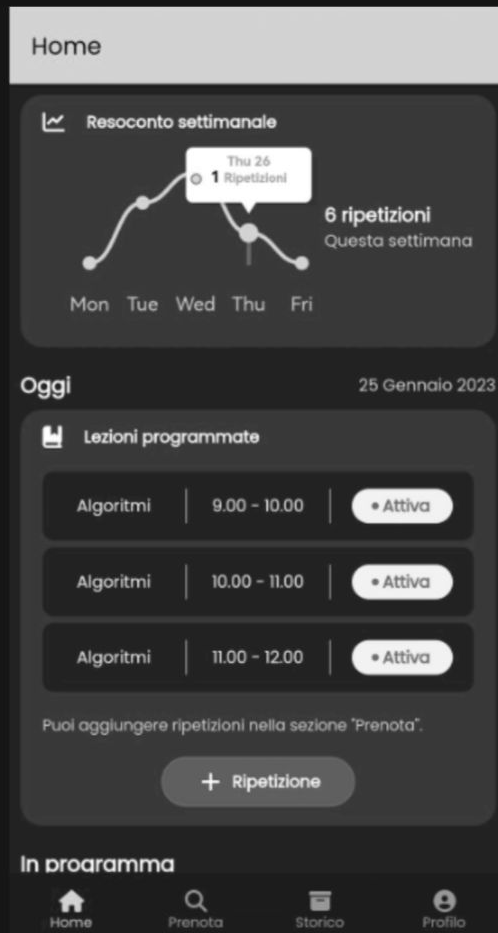 Home
Resoconto settimanale
Thu 26
1 Ripetizioni
6 ripetizioni
Questa settimana
Mon Tue Wed Thu Fri
Oggi 25 Gennaio 2023
Lezioni programmate
Algoritmi 9.00 - 10.00 • Attiva
Algoritmi 10.00 - 11.00 • Attiva
Algoritmi 11.00 - 12.00 • Attiva
Puoi aggiungere ripetizioni nella sezione "Prenota".
+ Ripetizione
In programma
Home Prenota Storico Profilo